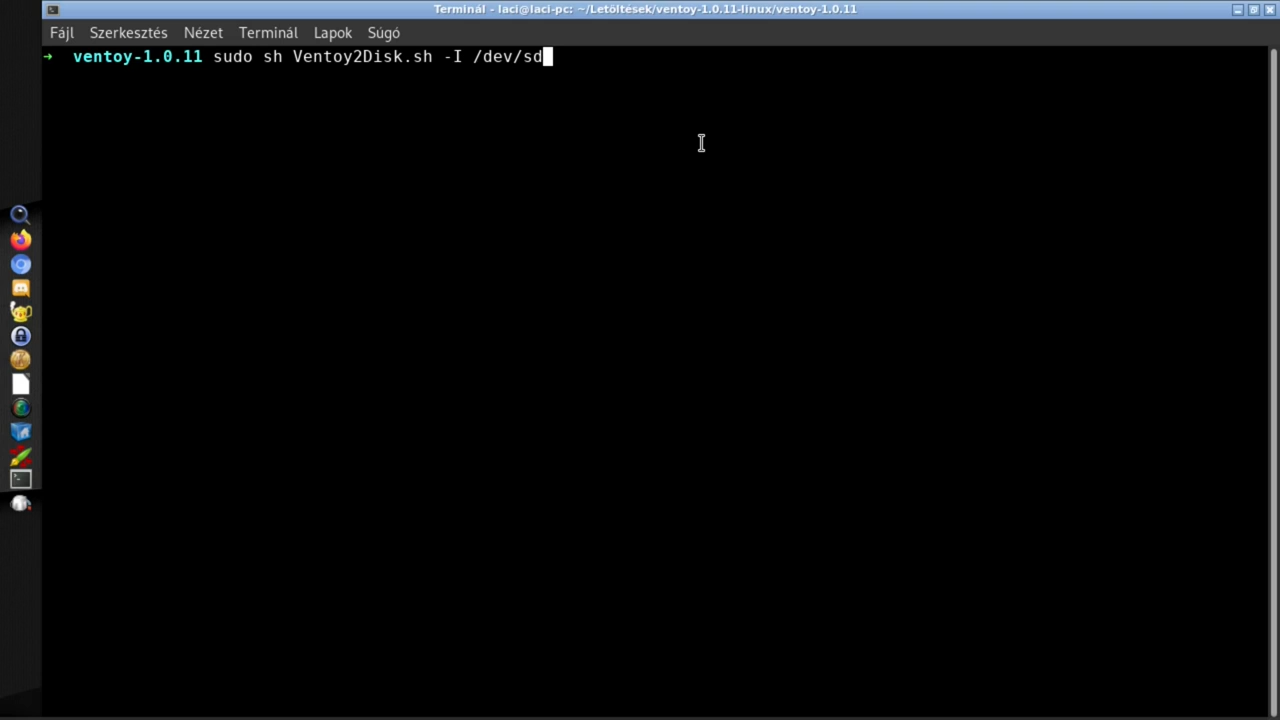 Terminál - laci@laci-pc: ~/Letöltések/ventoy-1.0.11-linux/ventoy-1.0.11
Fájl Szerkesztés Nézet Terminál Lapok Súgó
→ ventoy-1.0.11 sudo sh Ventoy2Disk.sh -I /dev/sd